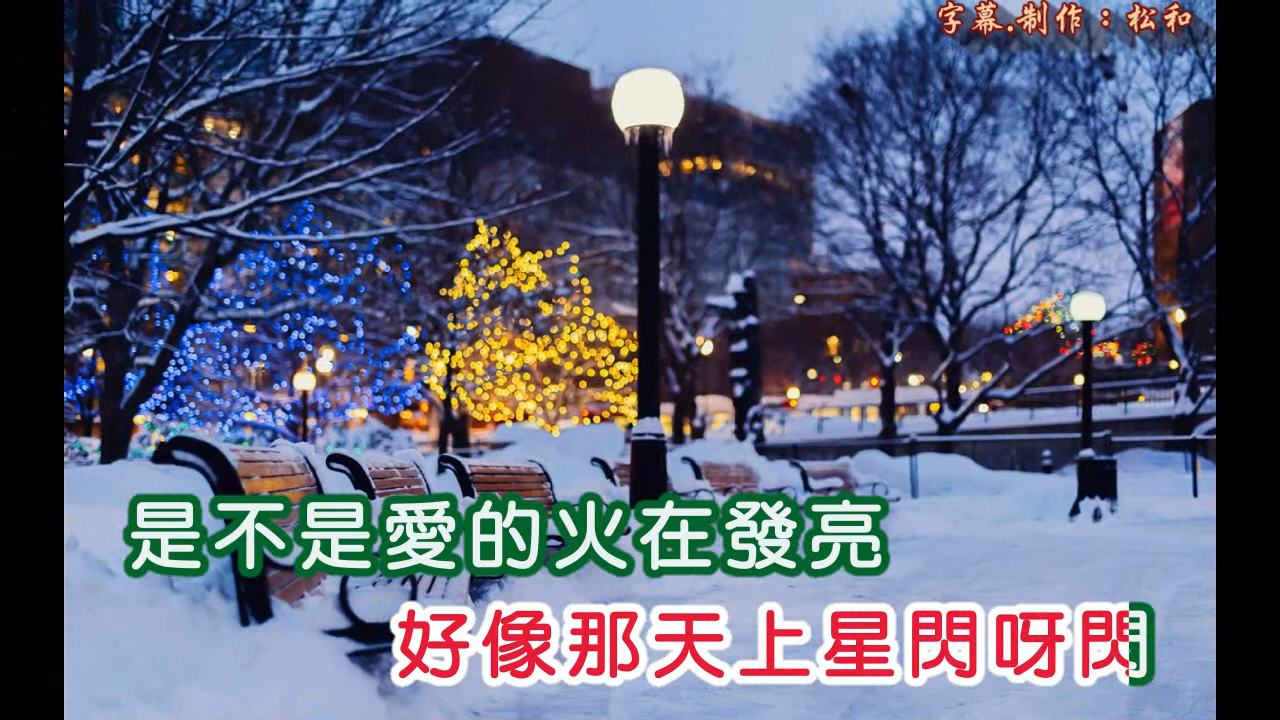 字幕.制作：松和
是不是愛的火在發亮
好像那天上星閃呀閃